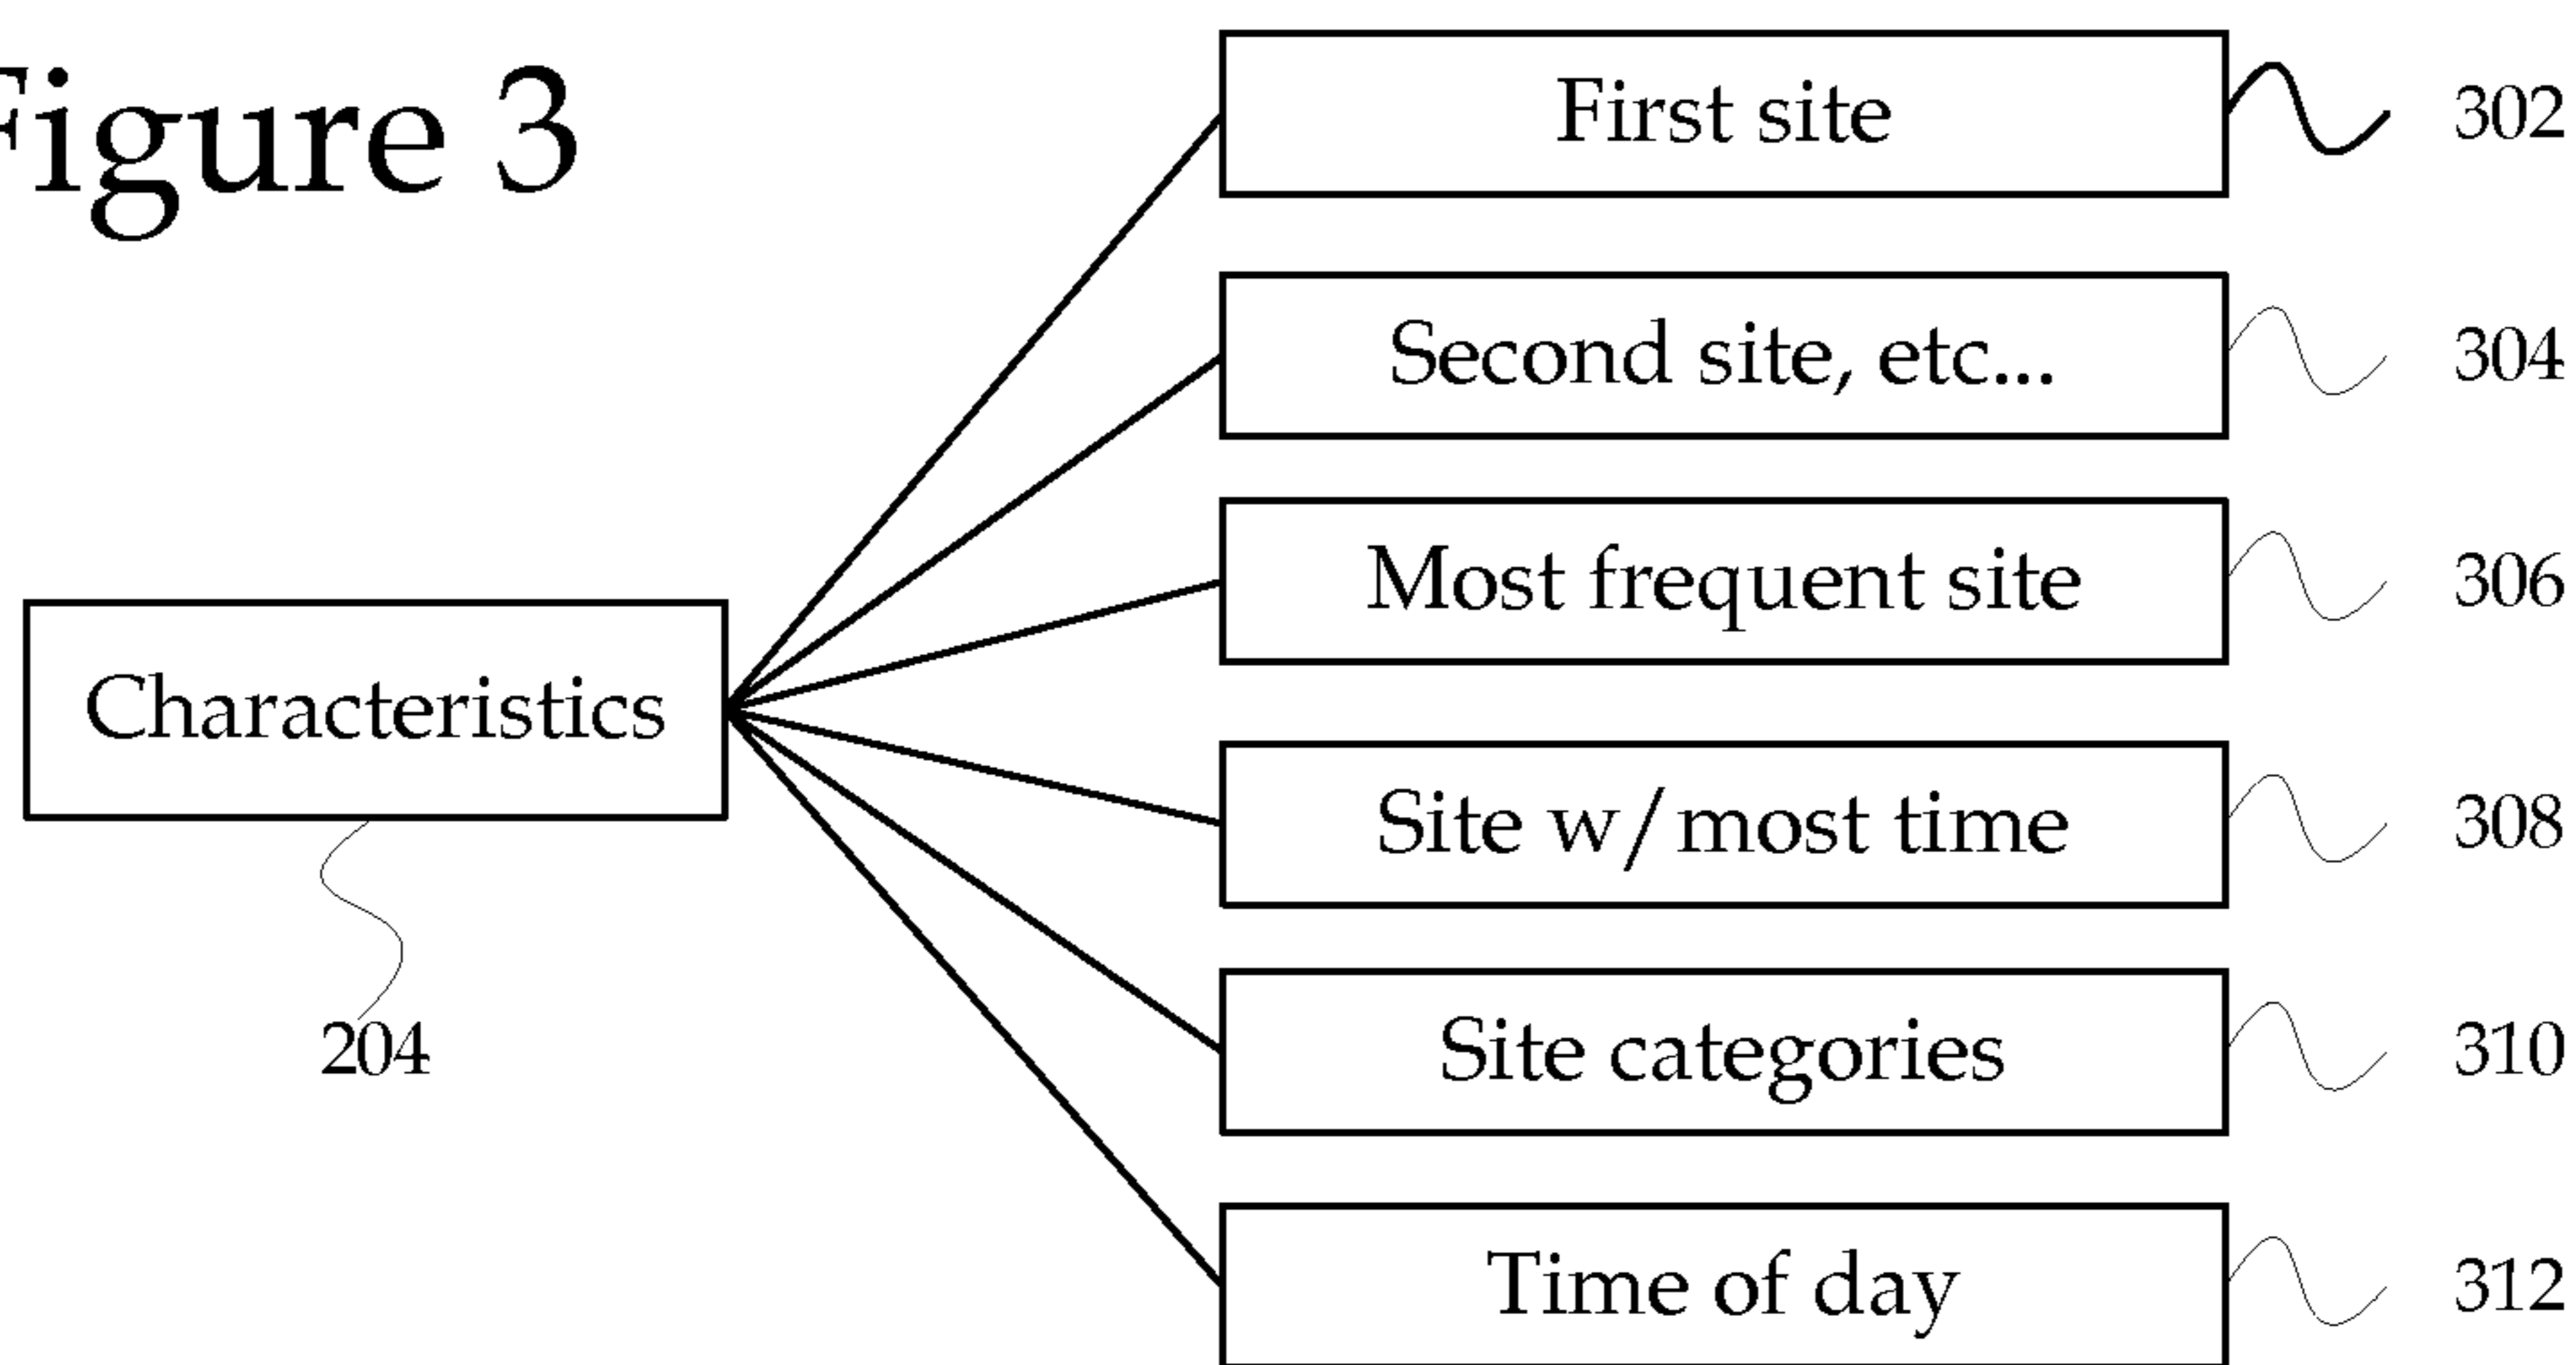 Figure 3
First site
302
Second site, etc...
304
Most frequent site
306
Characteristics
204
Site w/most time
308
Site categories
310
Time of day
312